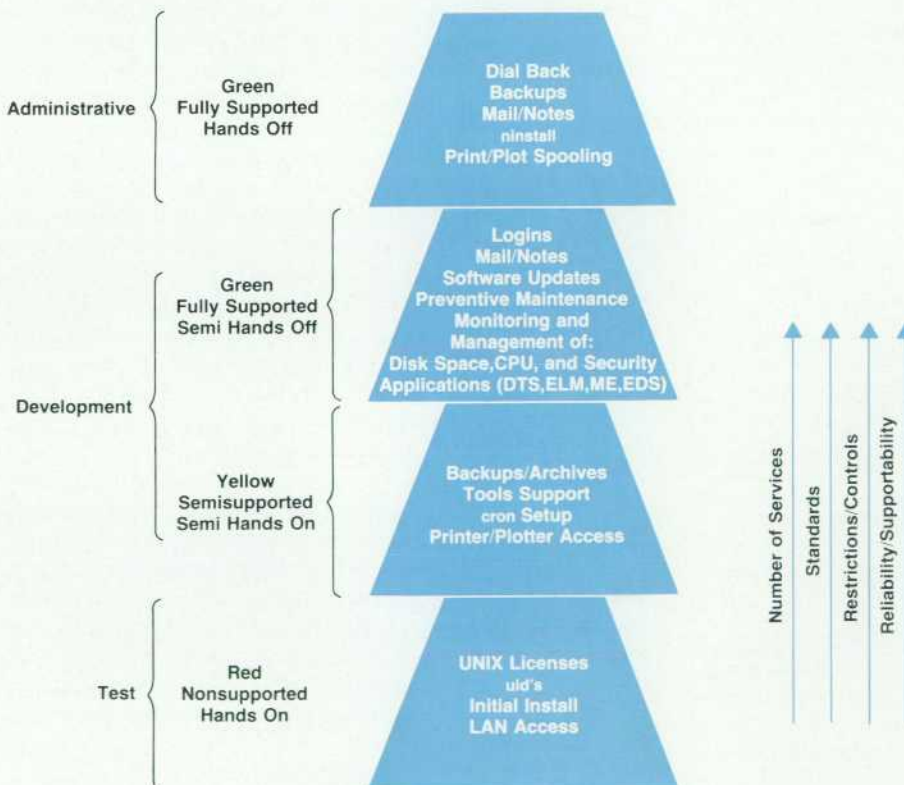 Administrative
Green
Fully Supported
Hands Off
Dial Back
Backups
Mail/Notes
ninstall
Print/Plot Spooling
Development
Green
Fully Supported
Semi Hands Off
Logins
Mail/Notes
Software Updates
Preventive Maintenance
Monitoring and
Management of:
Disk Space,CPU, and Security
Applications (DTS,ELM,ME,EDS)
Yellow
Semisupported
Semi Hands On
Backups/Archives
Tools Support
cron Setup
Printer/Plotter Access
Test
Red
Nonsupported
Hands On
UNIX Licenses
uid's
Initial Install
LAN Access
Number of Services
Standards
Restrictions/Controls
Reliability/Supportability